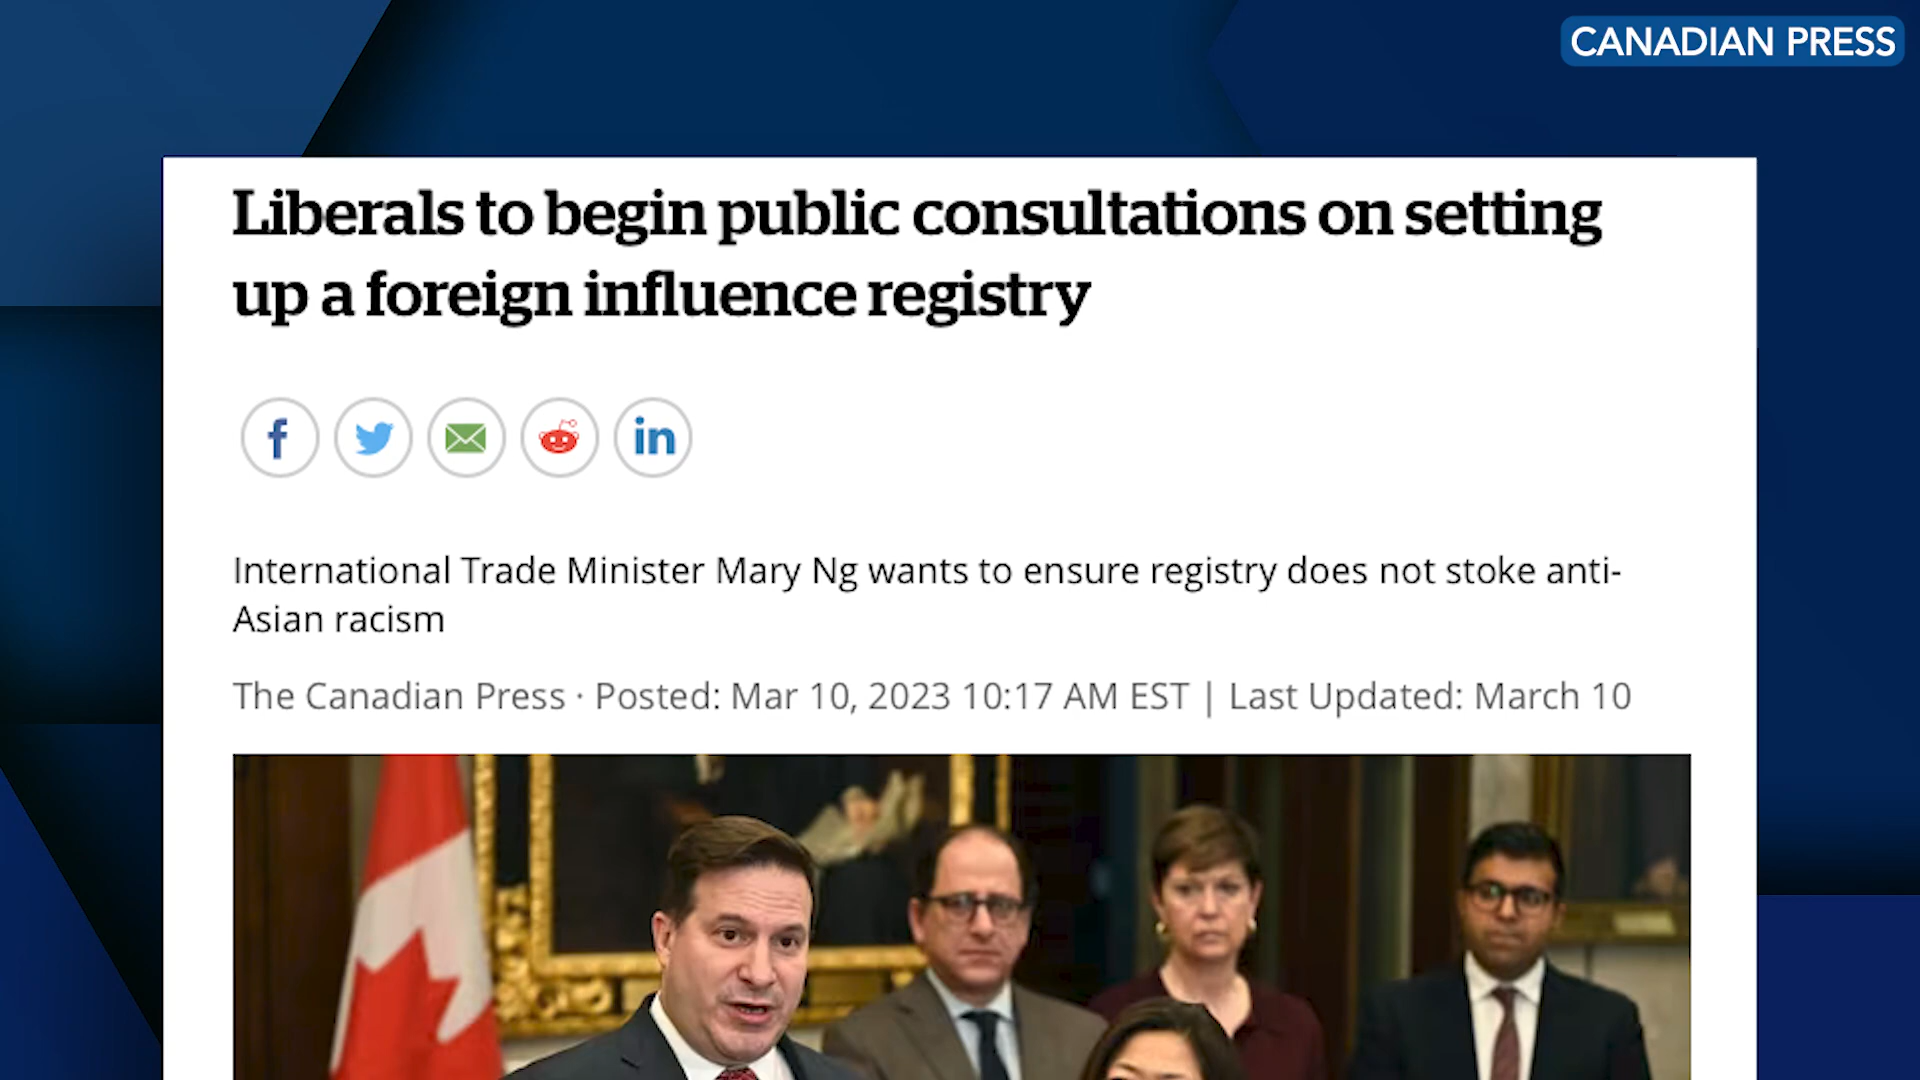 CANADIAN PRESS
Liberals to begin public consultations on setting
up a foreign influence registry
f
in
International Trade Minister Mary Ng wants to ensure registry does not stoke anti-
Asian racism
The Canadian Press · Posted: Mar 10, 2023 10:17 AM EST | Last Updated: March 10